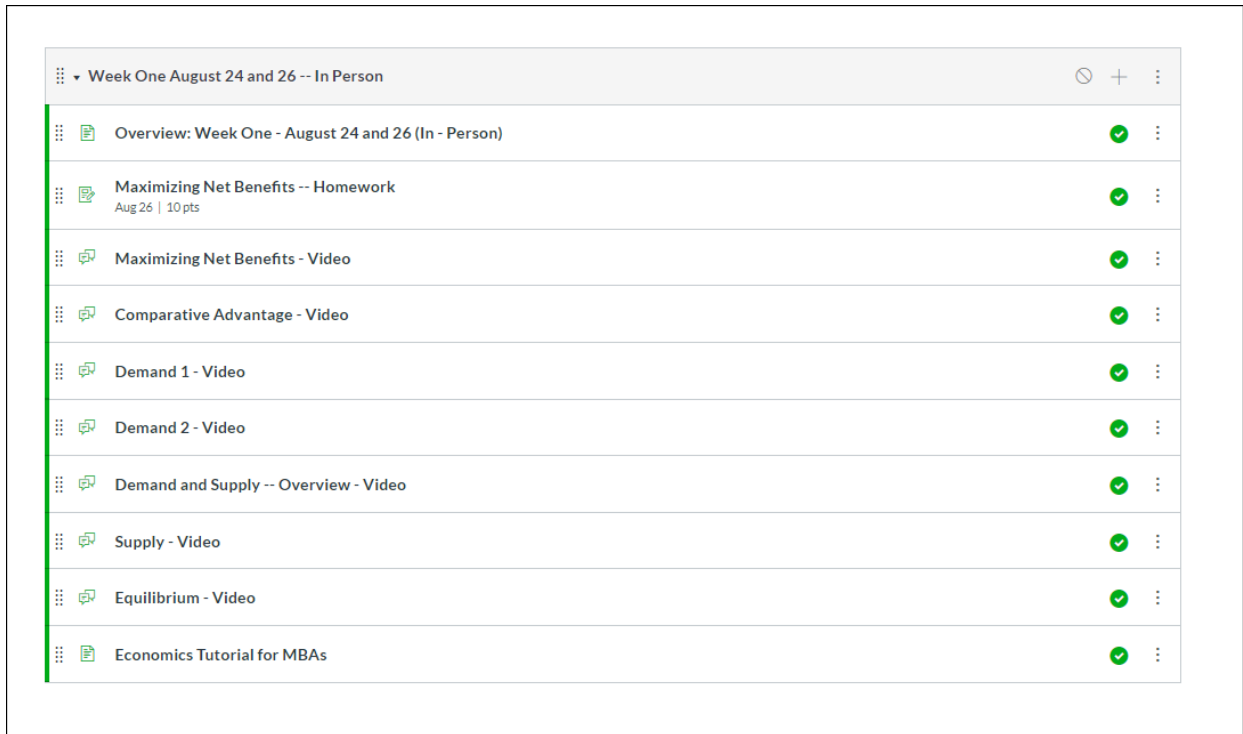 Week One August 24 and 26 -- In Person
Overview: Week One - August 24 and 26 (In - Person)
Maximizing Net Benefits -- Homework
Aug 26 | 10 pts
Maximizing Net Benefits - Video
Comparative Advantage - Video
Demand 1 - Video
Demand 2 - Video
Demand and Supply -- Overview - Video
Supply - Video
Equilibrium - Video
Economics Tutorial for MBAs